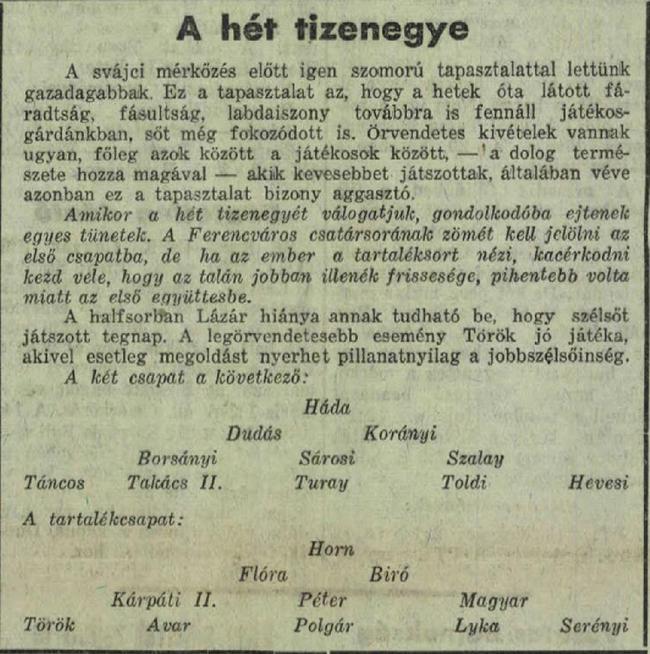 A hét tizenegye
A svájci mérkőzés előtt igen szomorú tapasztalattal lettünk
gazadagabbak. Ez a tapasztalat az, hogy a hetek óta látott fá-
radtság, fásultság, labdaiszony továbbra is fennáll játékos-
gárdánkban, sőt még fokozódott is. Örvendetes kivételek vannak
ugyan, főleg azok között a játékosok között, — a dolog termé-
szete hozza magával — akik kevesebbet játszottak, általában véve
azonban ez a tapasztalat bizony aggasztó.
Amikor a hét tizenegyét válogatjuk, gondolkodóba ejtenek
egyes tünetek. A Ferencváros csatársorának zömét kell jelölni az
első csapatba, de ha az ember a tartaléksort nézi, kacérkodni
kezd vele, hogy az talán jobban illenék frissesége, pihentebb volta
miatt az első együttesbe.
A halfsorban Lázár hiánya annak tudható be, hogy szélsőt
játszott tegnap. A legörvendetesebb esemény Török jó játéka,
akivel esetleg megoldást nyerhet pillanatnyilag a jobbszélsőinség.
A két csapat a következő:
Háda
Dudás Korányi
Borsányi Sárosi Szalay
Táncos Takács II. Turay Toldi Hevesi
A tartalékcsapat:
Horn
Flóra Biró
Kárpáti II. Péter Magyar
Török Avar Polgár Lyka Serényi